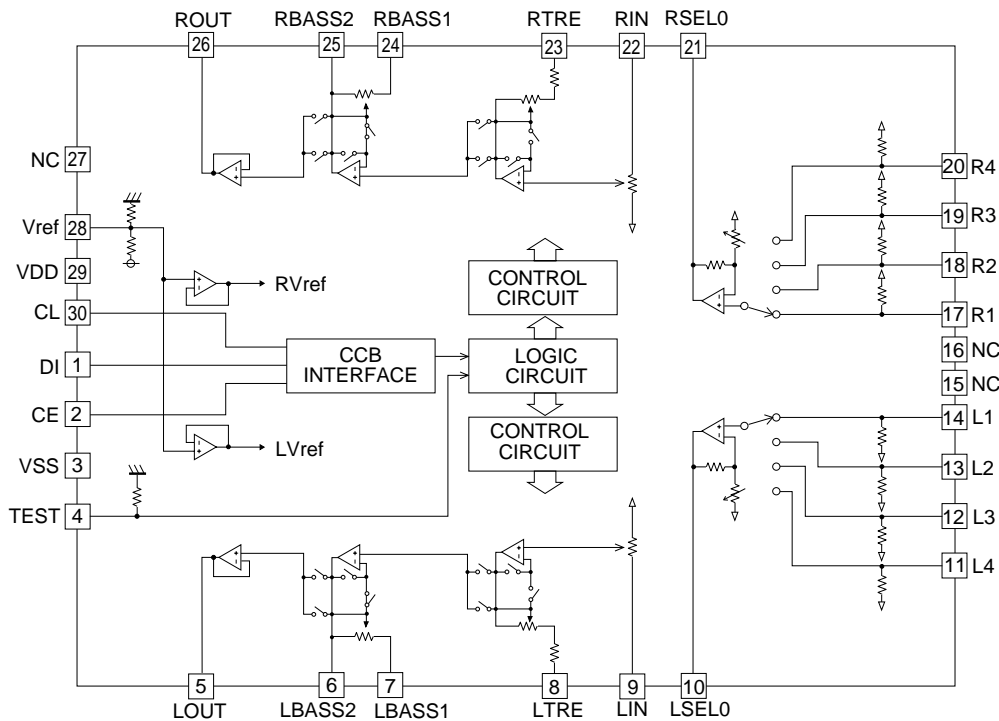 ROUT RBASS2 RBASS1 RTRE RIN RSEL0
26 25 24 23 22 21
NC 27
Vref 28
VDD 29
CL 30
DI 1
CE 2
VSS 3
TEST 4
RVref
LVref
CCB
INTERFACE
CONTROL
CIRCUIT
LOGIC
CIRCUIT
CONTROL
CIRCUIT
20 R4
19 R3
18 R2
17 R1
16 NC
15 NC
14 L1
13 L2
12 L3
11 L4
5 6 7 8 9 10
LOUT LBASS2 LBASS1 LTRE LIN LSEL0